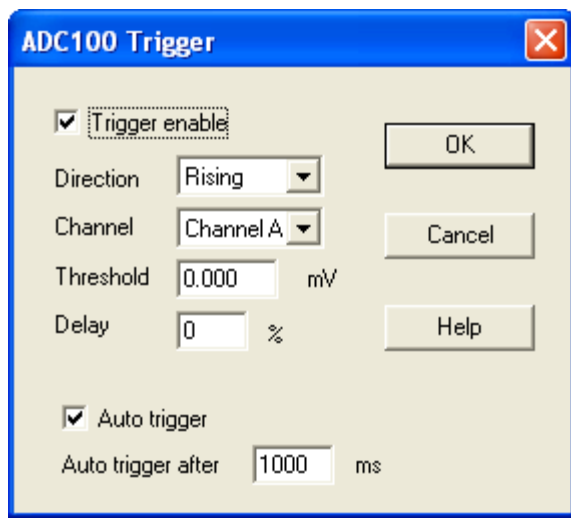 ADC100 Trigger
Trigger enable
OK
Direction Rising
Channel Channel A
Cancel
Threshold 0.000 mV
Delay 0 %
Help
Auto trigger
Auto trigger after 1000 ms